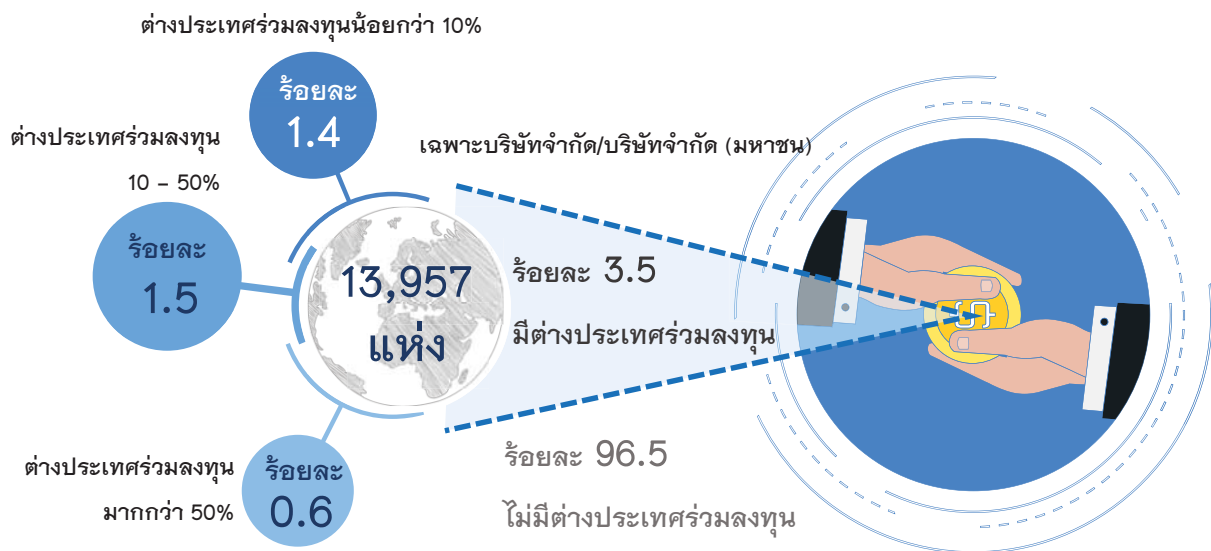 ต่างประเทศร่วมลงทุนน้อยกว่า 10%
ร้อยละ
1.4
ต่างประเทศร่วมลงทุน
10 – 50%
ร้อยละ
1.5
เฉพาะบริษัทจำกัด/บริษัทจำกัด (มหาชน)
13,957
แห่ง
ร้อยละ 3.5
มีต่างประเทศร่วมลงทุน
ร้อยละ 96.5
ไม่มีต่างประเทศร่วมลงทุน
ต่างประเทศร่วมลงทุน
มากกว่า 50%
ร้อยละ
0.6